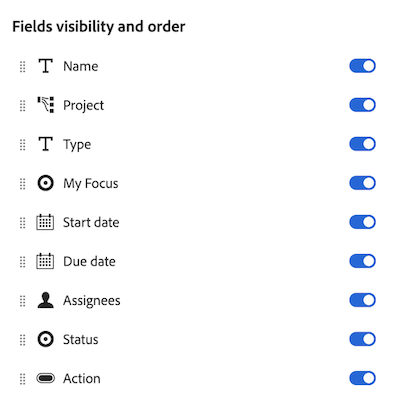 Fields visibility and order
Name
Project
Type
My Focus
Start date
Due date
Assignees
Status
Action